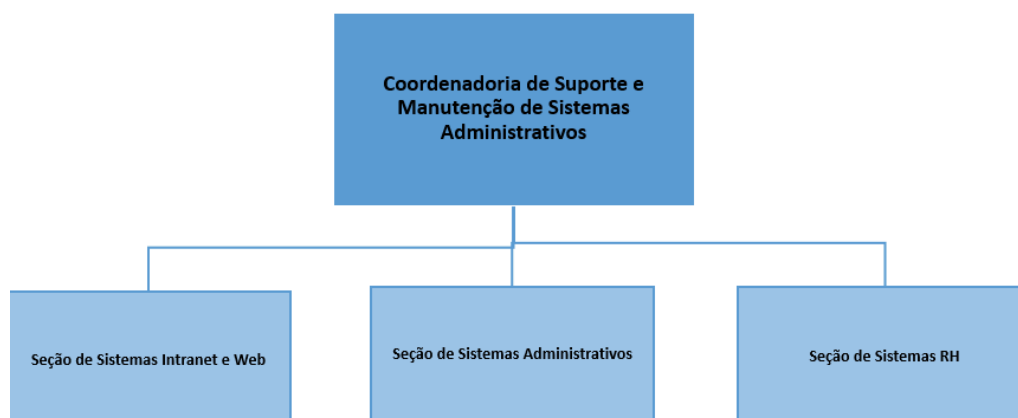 Coordenadoria de Suporte e
Manutenção de Sistemas
Administrativos
Seção de Sistemas Intranet e Web
Seção de Sistemas Administrativos
Seção de Sistemas RH